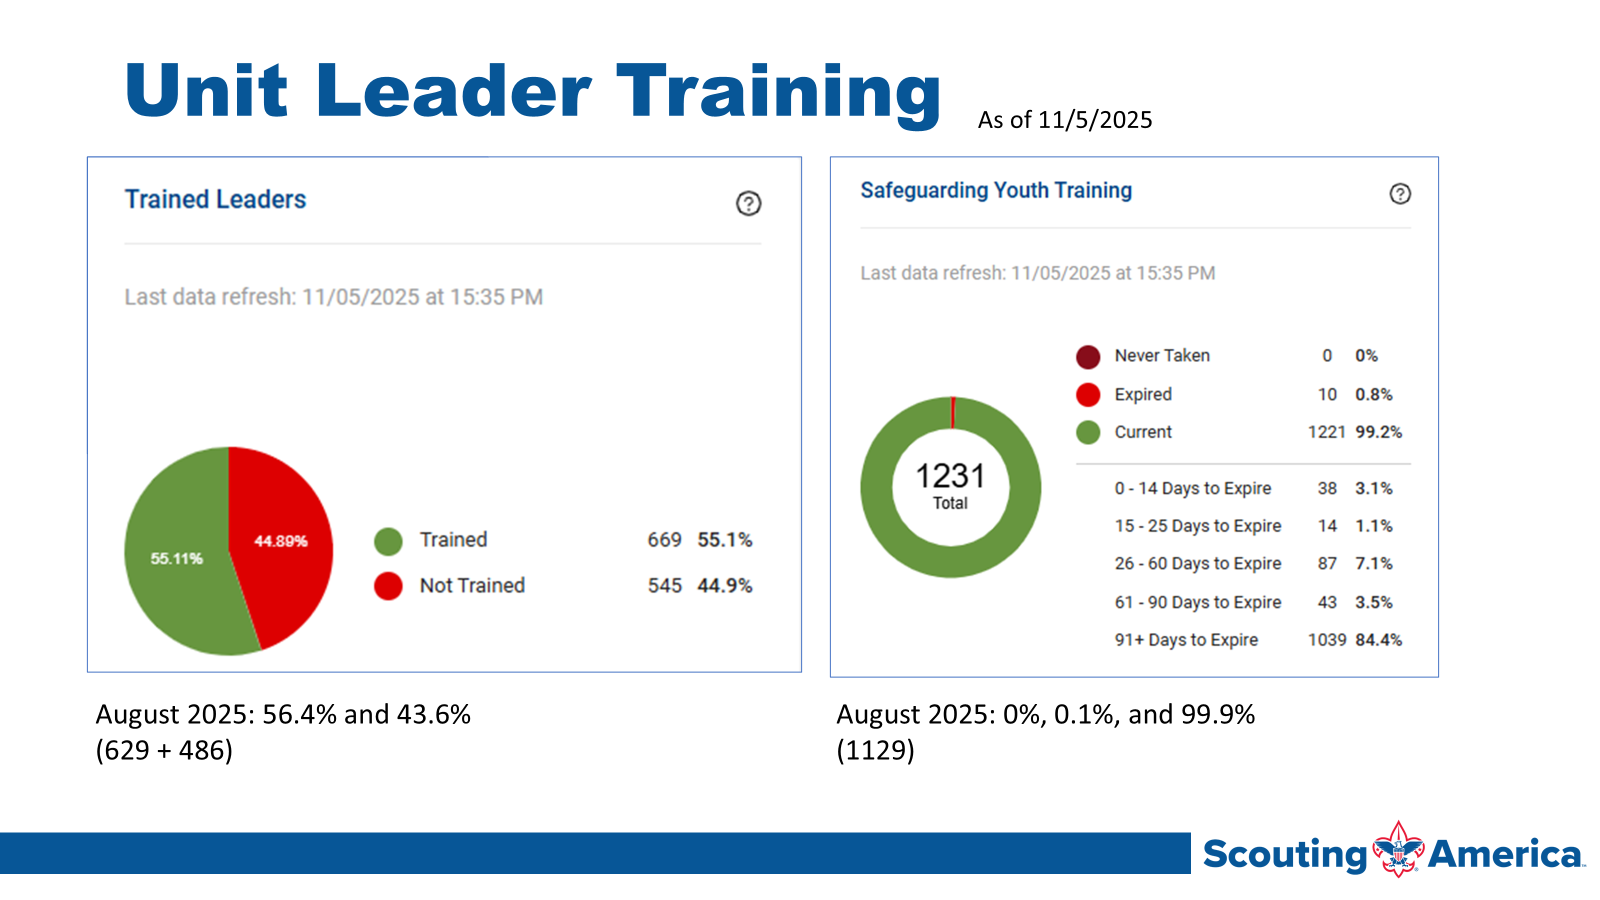 Unit Leader Training
As of 11/5/2025
Trained Leaders
Last data refresh: 11/05/2025 at 15:35 PM
55.11%
44.89%
Trained 669 55.1%
Not Trained 545 44.9%
August 2025: 56.4% and 43.6%
(629 + 486)
Safeguarding Youth Training
Last data refresh: 11/05/2025 at 15:35 PM
1231
Total
Never Taken 0 0%
Expired 10 0.8%
Current 1221 99.2%
0 - 14 Days to Expire 38 3.1%
15 - 25 Days to Expire 14 1.1%
26 - 60 Days to Expire 87 7.1%
61 - 90 Days to Expire 43 3.5%
91+ Days to Expire 1039 84.4%
August 2025: 0%, 0.1%, and 99.9%
(1129)
Scouting America